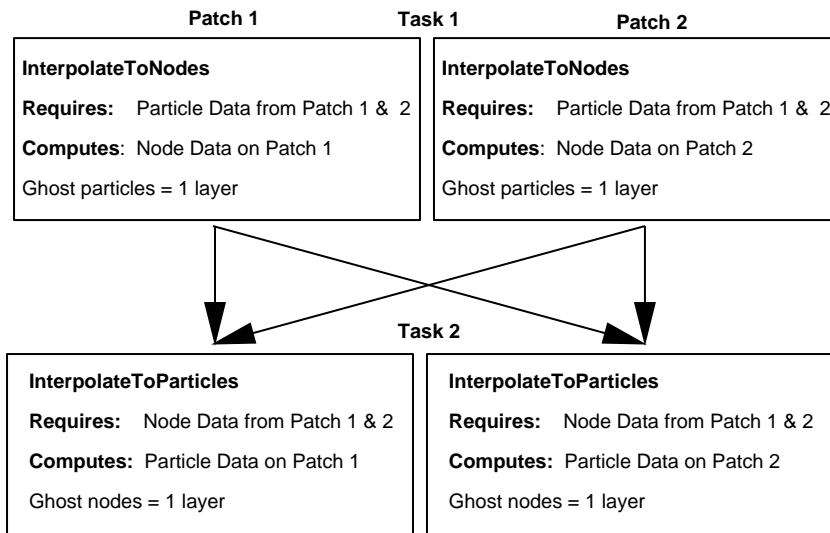 Patch 1 Task 1 Patch 2
InterpolateToNodes
Requires: Particle Data from Patch 1 & 2
Computes: Node Data on Patch 1
Ghost particles = 1 layer
InterpolateToNodes
Requires: Particle Data from Patch 1 & 2
Computes: Node Data on Patch 2
Ghost particles = 1 layer
Task 2
InterpolateToParticles
Requires: Node Data from Patch 1 & 2
Computes: Particle Data on Patch 1
Ghost nodes = 1 layer
InterpolateToParticles
Requires: Node Data from Patch 1 & 2
Computes: Particle Data on Patch 2
Ghost nodes = 1 layer